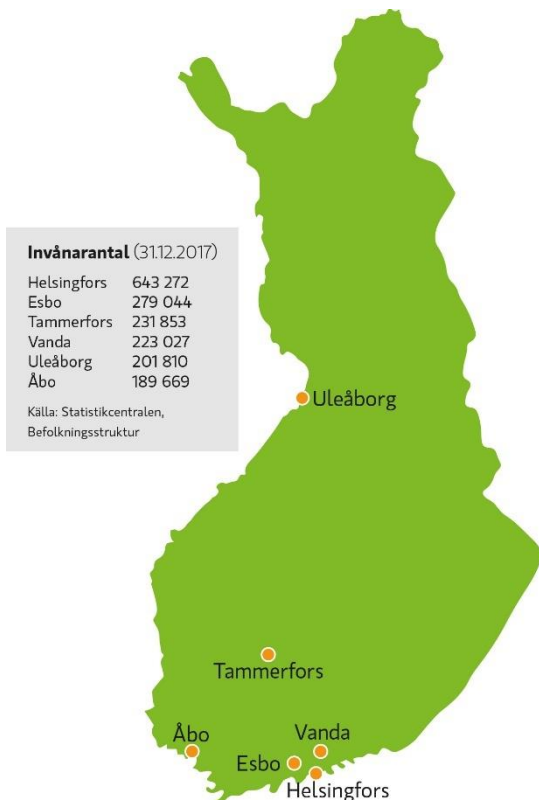 Invånarantal (31.12.2017)
Helsingfors 643 272
Esbo 279 044
Tammerfors 231 853
Vanda 223 027
Uleåborg 201 810
Åbo 189 669
Källa: Statistikcentralen,
Befolkningsstruktur
Uleåborg
Tammerfors
Åbo
Vanda
Esbo
Helsingfors